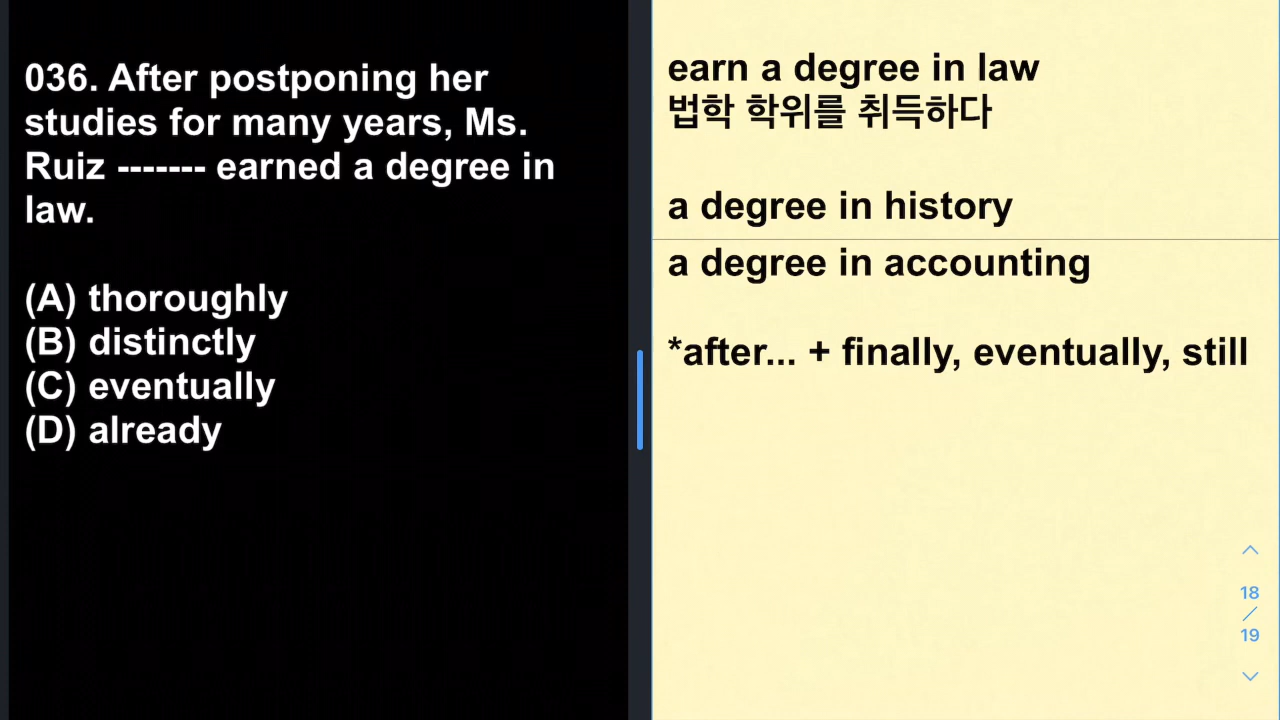 036. After postponing her
studies for many years, Ms.
Ruiz ------- earned a degree in
law.
(A) thoroughly
(B) distinctly
(C) eventually
(D) already
earn a degree in law
법학 학위를 취득하다
a degree in history
a degree in accounting
*after... + finally, eventually, still
18
/
19